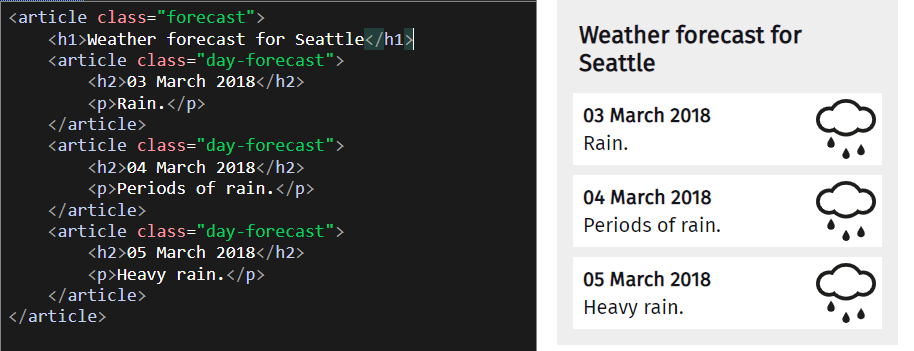 <article class="forecast">
    <h1>Weather forecast for Seattle</h1>
    <article class="day-forecast">
        <h2>03 March 2018</h2>
        <p>Rain.</p>
    </article>
    <article class="day-forecast">
        <h2>04 March 2018</h2>
        <p>Periods of rain.</p>
    </article>
    <article class="day-forecast">
        <h2>05 March 2018</h2>
        <p>Heavy rain.</p>
    </article>
</article>
Weather forecast for
Seattle
03 March 2018
Rain.
04 March 2018
Periods of rain.
05 March 2018
Heavy rain.